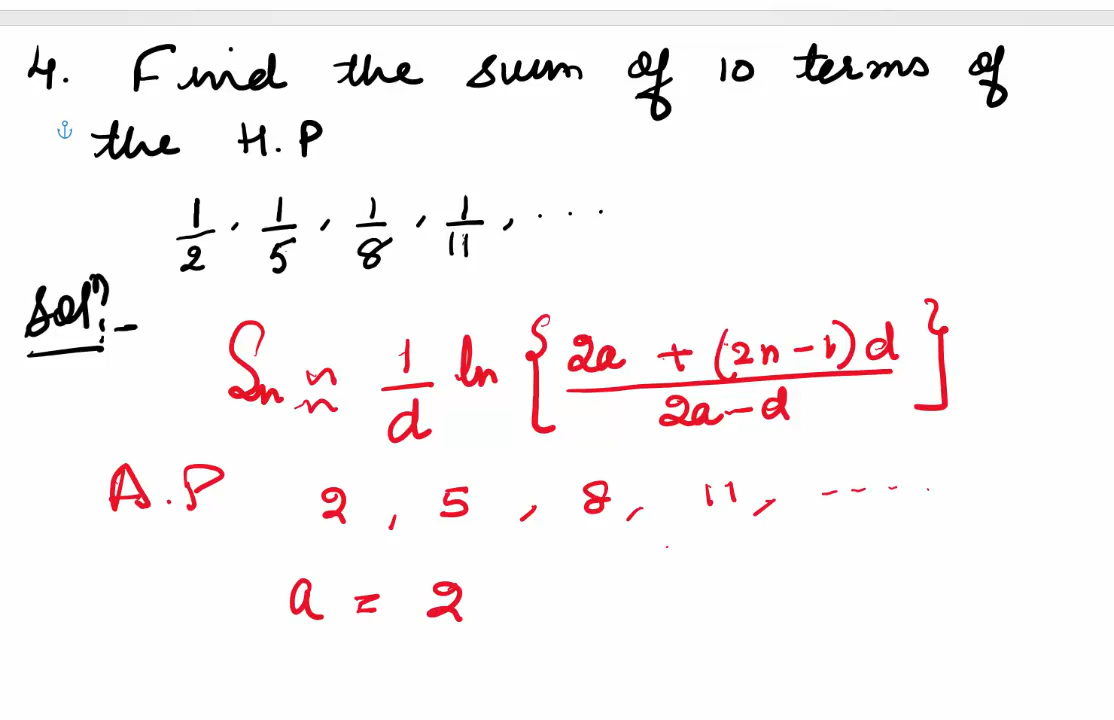 4. Find the sum of 10 terms of
the H.P
1/2, 1/5, 1/8, 1/11, ...
Solⁿ:-
Sn ≈ 1/d ln { (2a + (2n-1)d) / (2a-d) }
A.P 2, 5, 8, 11, ----
a = 2